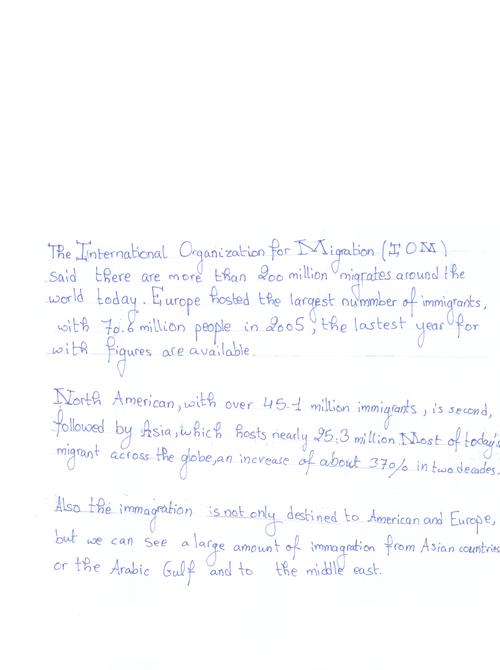 The International Organization for Migration (IOM)
said there are more than 200 million migrates around the
world today. Europe hosted the largest nummber of immigrants,
with 70.6 million people in 2005, the lastest year for
with figures are available.
North American, with over 45.1 million immigrants, is second,
followed by Asia, which hosts nearly 25,3 million. Most of today's
migrant across the globe, an increase of about 37% in two decades.
Also the immagration is not only destined to American and Europe,
but we can see a large amount of immagration from Asian countries
or the Arabic Gulf and to the middle east.